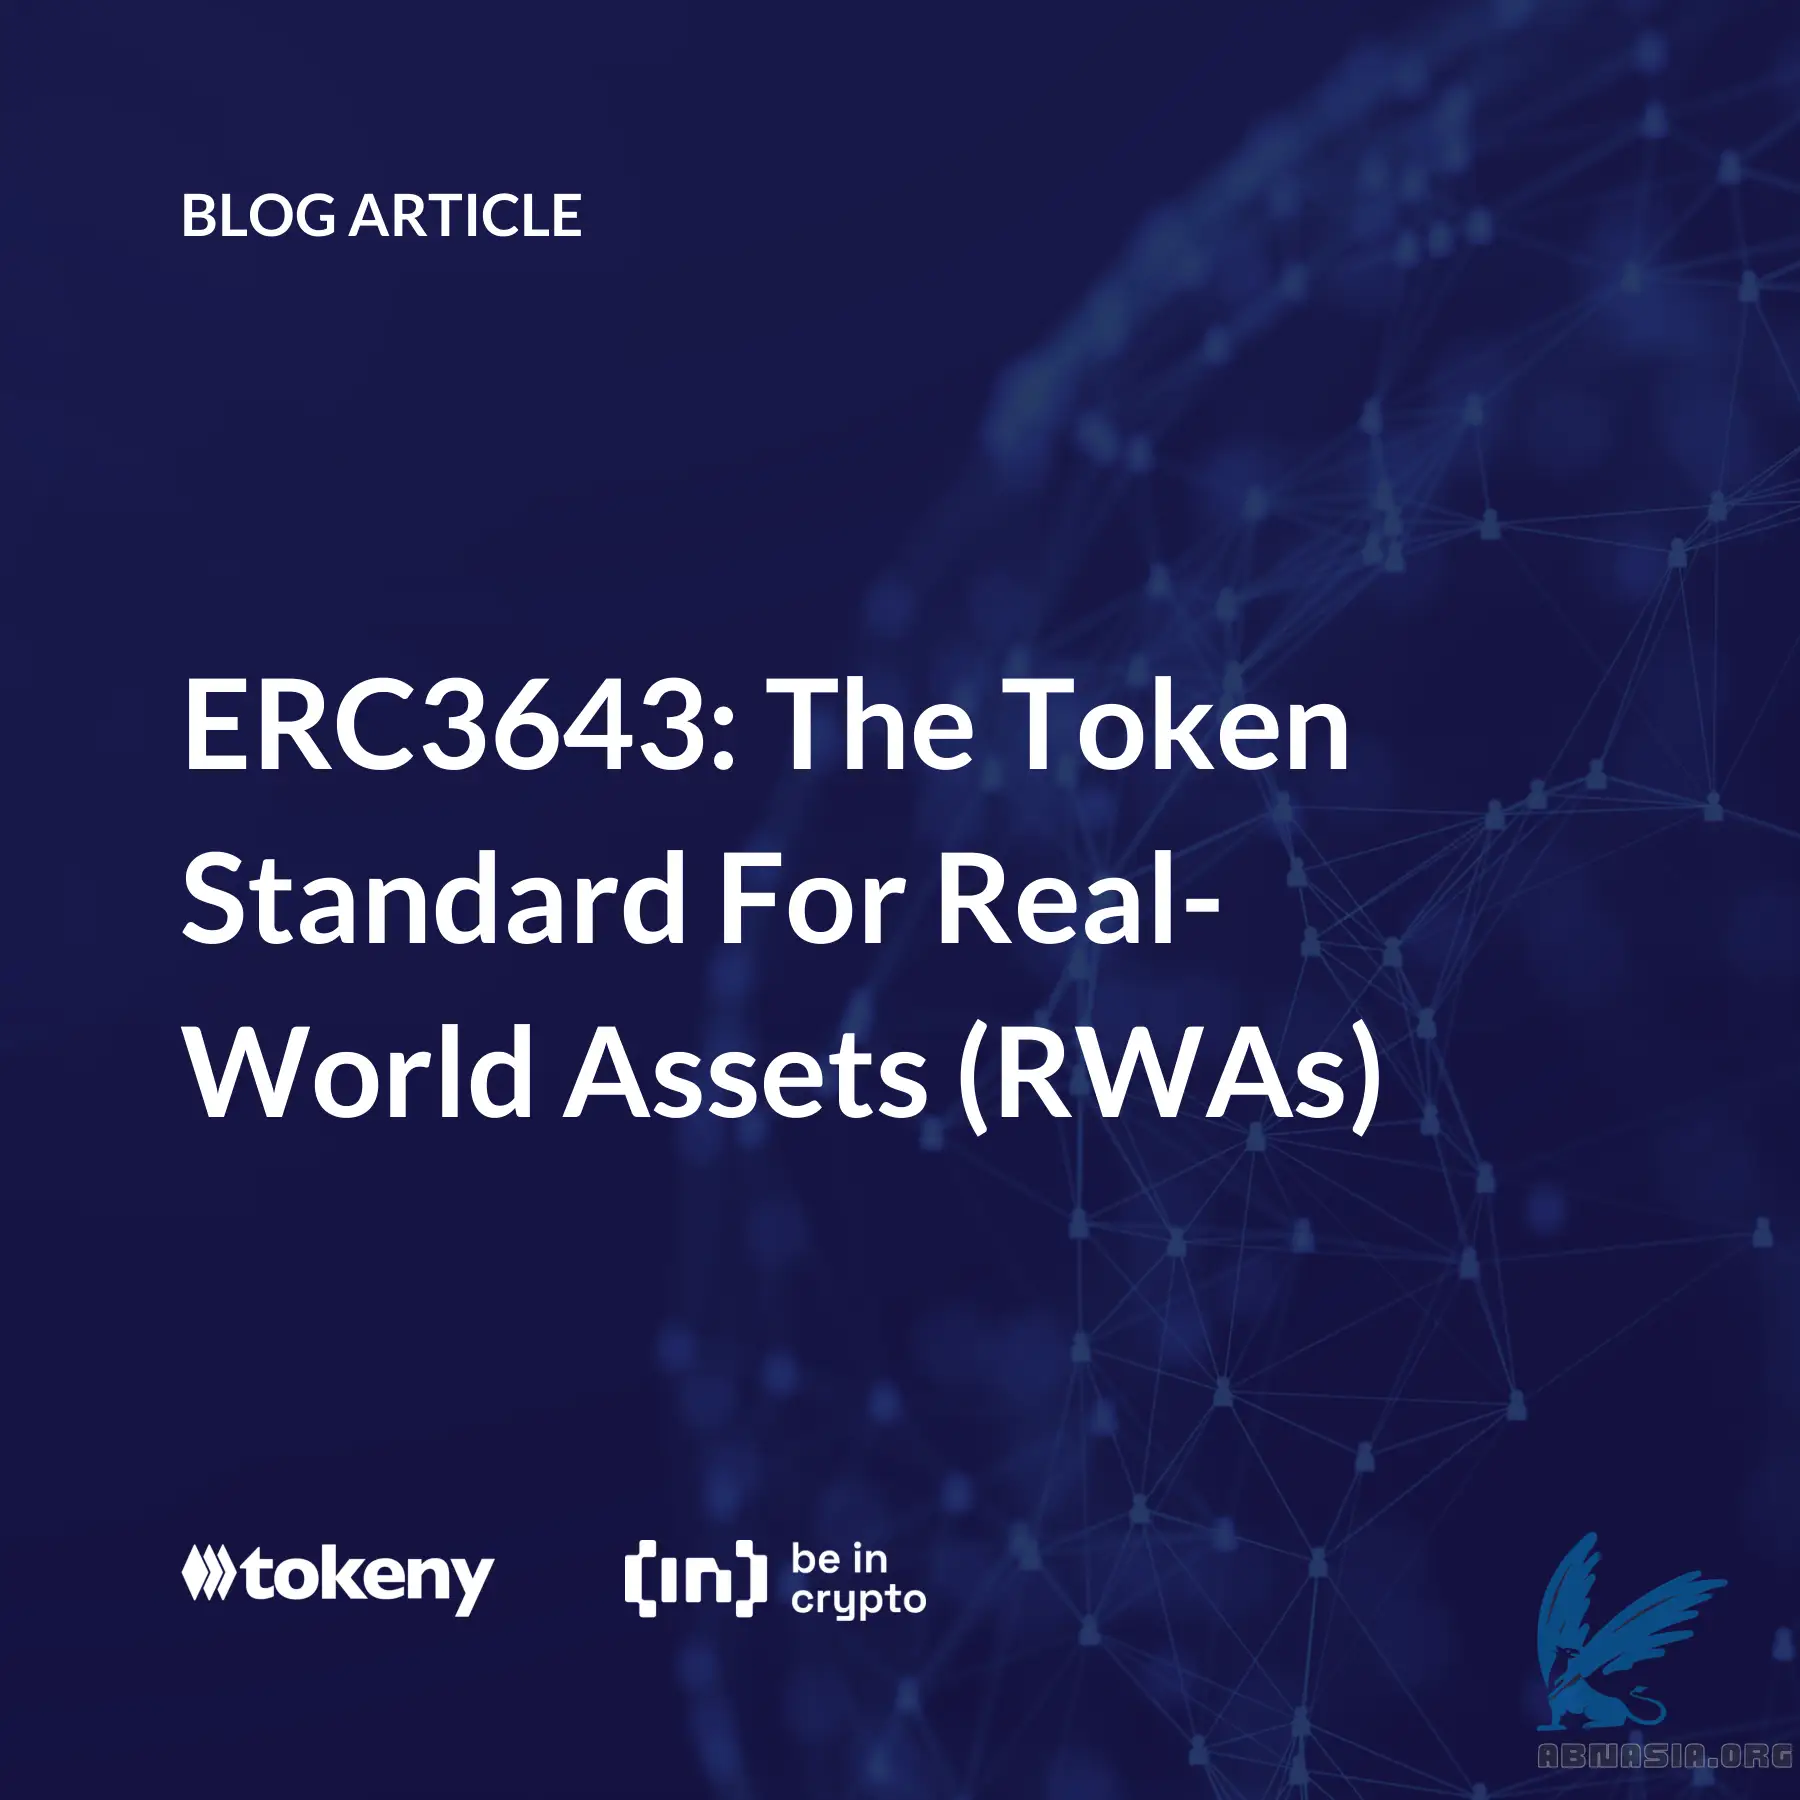 BLOG ARTICLE
ERC3643: The Token
Standard For Real-
World Assets (RWAs)
tokeny
[in] be in
crypto
ABNASIA.ORG